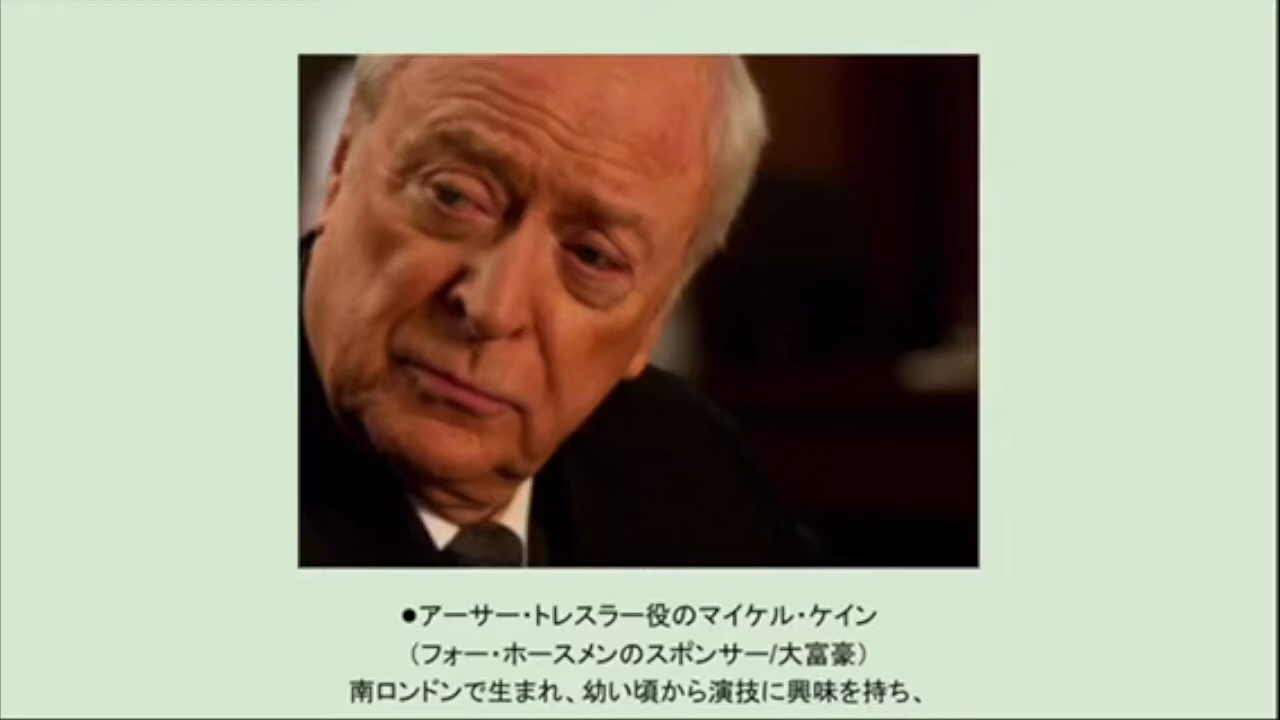 ●アーサー・トレスラー役のマイケル・ケイン
（フォー・ホースメンのスポンサー/大富豪）
南ロンドンで生まれ、幼い頃から演技に興味を持ち、